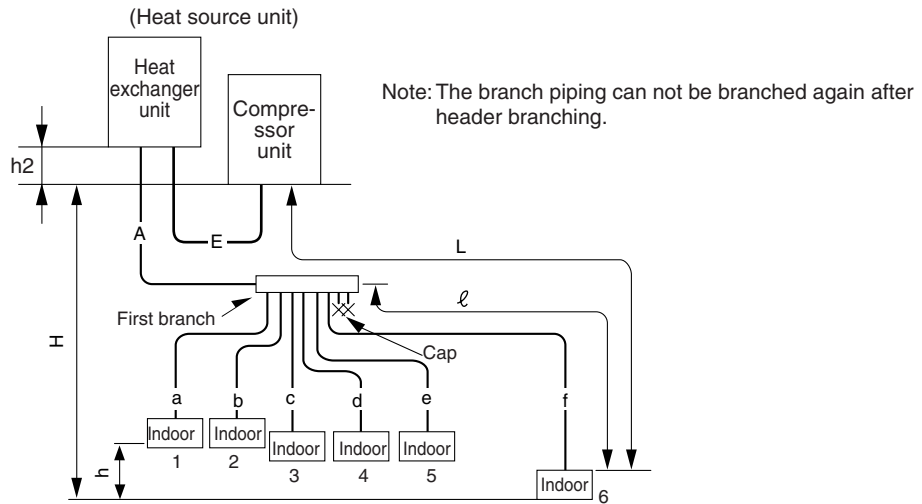 (Heat source unit)
Heat
exchanger
unit
Compre-
ssor
unit
Note: The branch piping can not be branched again after
header branching.
h2
A
E
L
H
First branch
ℓ
Cap
a
b
c
d
e
f
Indoor
Indoor
Indoor
Indoor
Indoor
Indoor
1
2
3
4
5
6
h